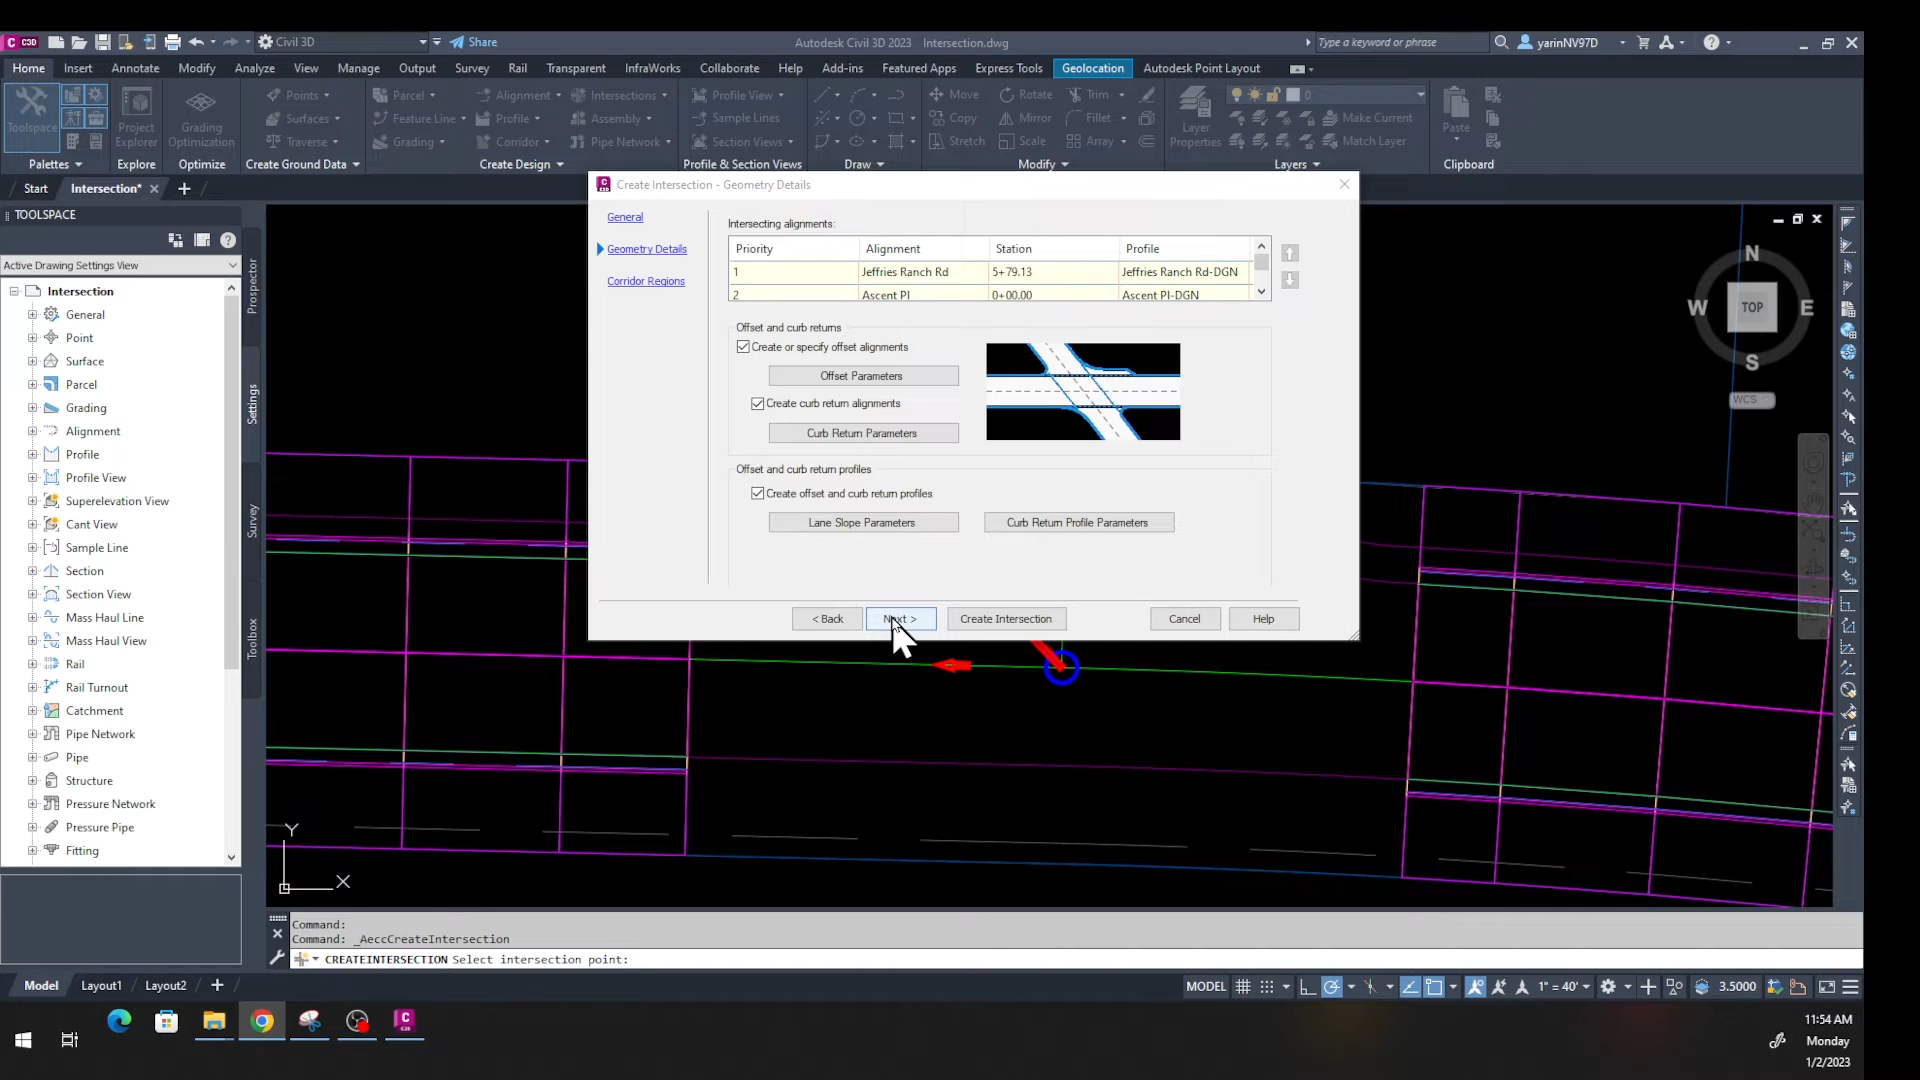 C3D
Civil 3D
Share
Autodesk Civil 3D 2023 Intersection.dwg
Type a keyword or phrase
yarinNV97D
Home Insert Annotate Modify Analyze View Manage Output Survey Rail Transparent InfraWorks Collaborate Help Add-ins Featured Apps Express Tools Geolocation Autodesk Point Layout
Toolspace
Palettes
Project Explorer
Explore
Grading Optimization
Optimize
Points
Surfaces
Traverse
Create Ground Data
Parcel
Feature Line
Grading
Alignment
Profile
Corridor
Intersections
Assembly
Pipe Network
Create Design
Profile View
Sample Lines
Section Views
Profile & Section Views
Draw
Move
Copy
Stretch
Rotate
Mirror
Scale
Trim
Fillet
Array
Modify
Layer Properties
0
Make Current
Match Layer
Layers
Paste
Clipboard
Start
Intersection*
TOOLSPACE
Active Drawing Settings View
Intersection
General
Point
Surface
Parcel
Grading
Alignment
Profile
Profile View
Superelevation View
Cant View
Sample Line
Section
Section View
Mass Haul Line
Mass Haul View
Rail
Rail Turnout
Catchment
Pipe Network
Pipe
Structure
Pressure Network
Pressure Pipe
Fitting
Prospector
Settings
Survey
Toolbox
Create Intersection - Geometry Details
General
Geometry Details
Corridor Regions
Intersecting alignments:
Priority Alignment Station Profile
1 Jeffries Ranch Rd 5+79.13 Jeffries Ranch Rd-DGN
2 Ascent Pl 0+00.00 Ascent Pl-DGN
Offset and curb returns
Create or specify offset alignments
Offset Parameters
Create curb return alignments
Curb Return Parameters
Offset and curb return profiles
Create offset and curb return profiles
Lane Slope Parameters
Curb Return Profile Parameters
< Back
Next >
Create Intersection
Cancel
Help
N
W
TOP
E
S
WCS
Y
X
Command:
Command: _AeccCreateIntersection
CREATEINTERSECTION Select intersection point:
Model Layout1 Layout2
MODEL
1" = 40'
3.5000
11:54 AM
Monday
1/2/2023